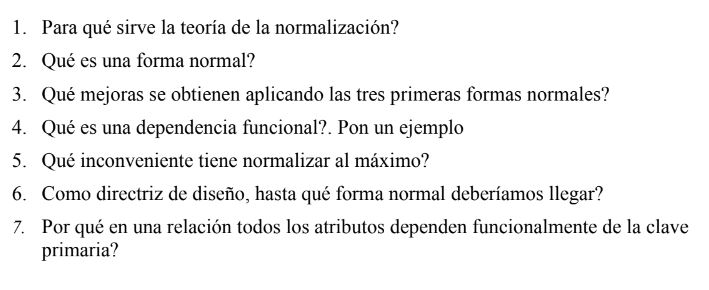 1. Para qué sirve la teoría de la normalización?
2. Qué es una forma normal?
3. Qué mejoras se obtienen aplicando las tres primeras formas normales?
4. Qué es una dependencia funcional?. Pon un ejemplo
5. Qué inconveniente tiene normalizar al máximo?
6. Como directriz de diseño, hasta qué forma normal deberíamos llegar?
7. Por qué en una relación todos los atributos dependen funcionalmente de la clave
primaria?